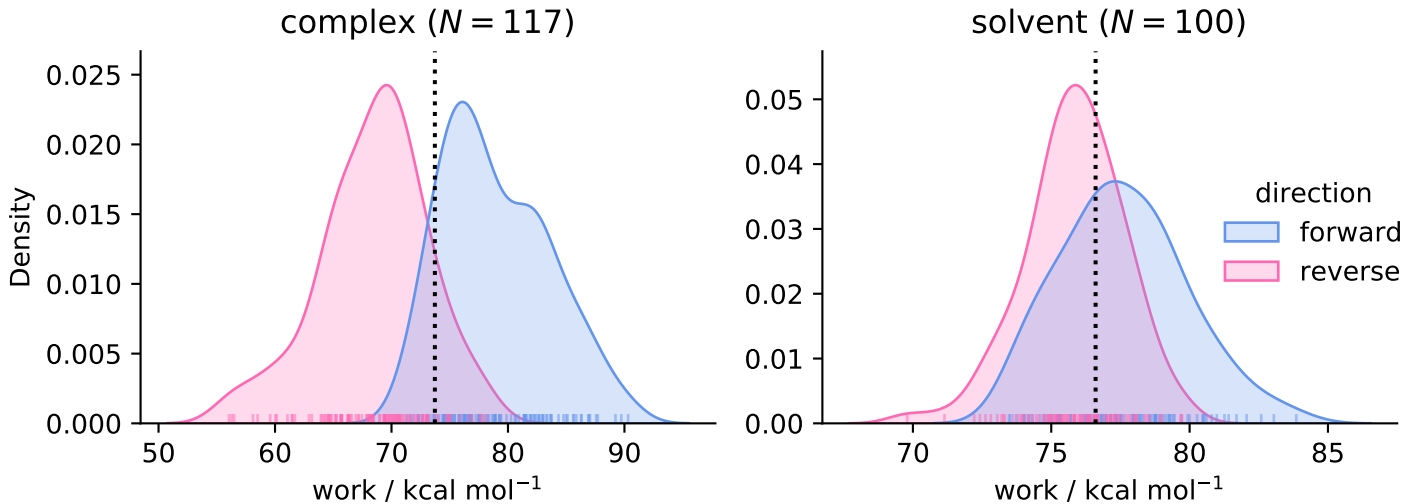 complex (N = 117)
Density
0.025
0.020
0.015
0.010
0.005
0.000
50 60 70 80 90
work / kcal mol⁻¹
solvent (N = 100)
0.05
0.04
0.03
0.02
0.01
0.00
70 75 80 85
work / kcal mol⁻¹
direction
forward
reverse